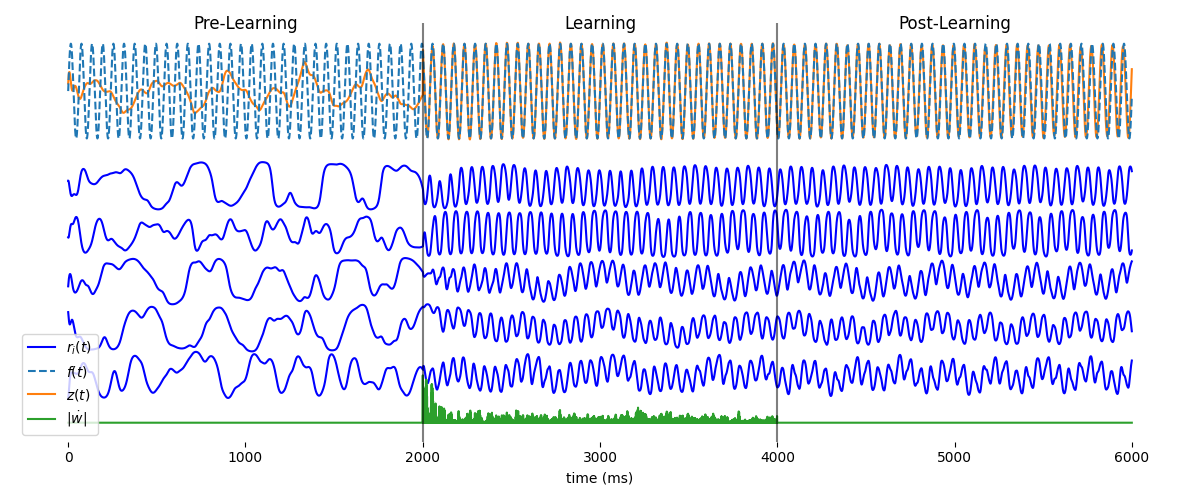 Pre-Learning
Learning
Post-Learning
rᵢ(t)
f(t)
z(t)
|ẇ|
0 1000 2000 3000 4000 5000 6000
time (ms)